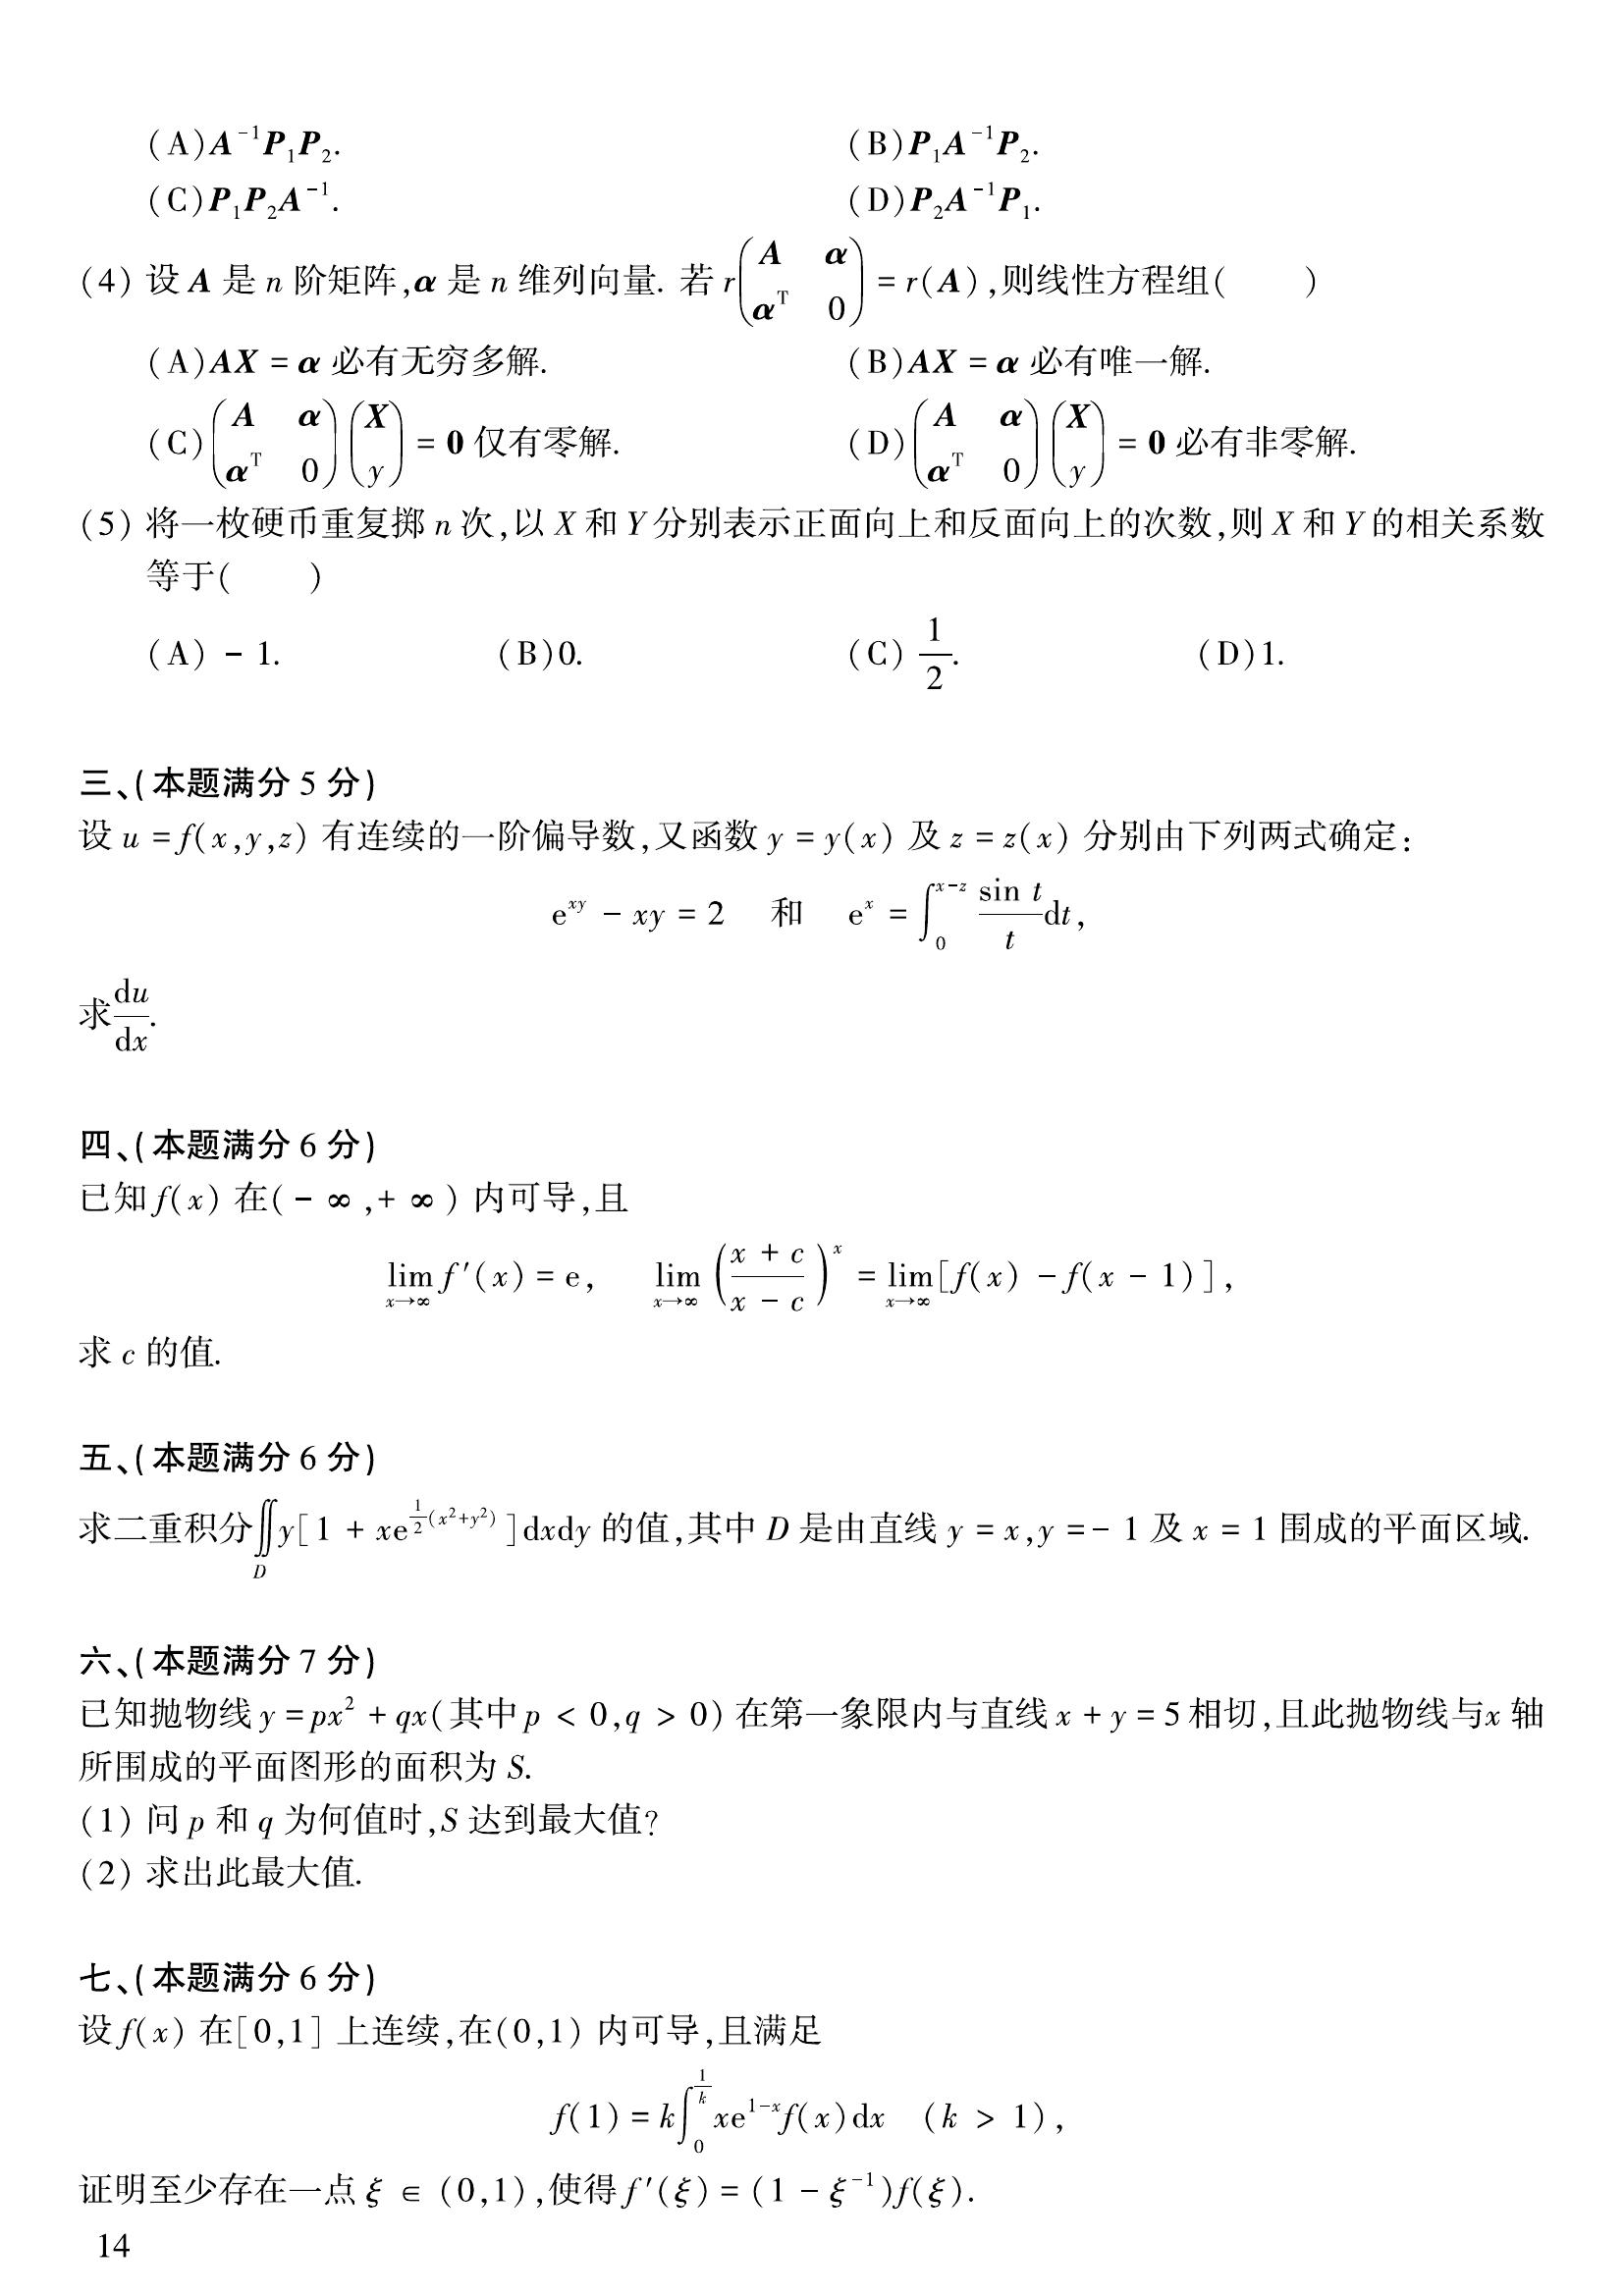 (A)$\boldsymbol{A}^{-1}\boldsymbol{P}_1\boldsymbol{P}_2$. (B)$\boldsymbol{P}_1\boldsymbol{A}^{-1}\boldsymbol{P}_2$.
(C)$\boldsymbol{P}_1\boldsymbol{P}_2\boldsymbol{A}^{-1}$. (D)$\boldsymbol{P}_2\boldsymbol{A}^{-1}\boldsymbol{P}_1$.
(4) 设 $\boldsymbol{A}$ 是 $n$ 阶矩阵,$\boldsymbol{\alpha}$ 是 $n$ 维列向量. 若 $r\begin{pmatrix}\boldsymbol{A} & \boldsymbol{\alpha}\\ \boldsymbol{\alpha}^{\mathrm{T}} & 0\end{pmatrix} = r(\boldsymbol{A})$,则线性方程组(  )
(A)$\boldsymbol{AX} = \boldsymbol{\alpha}$ 必有无穷多解. (B)$\boldsymbol{AX} = \boldsymbol{\alpha}$ 必有唯一解.
(C)$\begin{pmatrix}\boldsymbol{A} & \boldsymbol{\alpha}\\ \boldsymbol{\alpha}^{\mathrm{T}} & 0\end{pmatrix}\begin{pmatrix}\boldsymbol{X}\\ y\end{pmatrix} = \boldsymbol{0}$ 仅有零解. (D)$\begin{pmatrix}\boldsymbol{A} & \boldsymbol{\alpha}\\ \boldsymbol{\alpha}^{\mathrm{T}} & 0\end{pmatrix}\begin{pmatrix}\boldsymbol{X}\\ y\end{pmatrix} = \boldsymbol{0}$ 必有非零解.
(5) 将一枚硬币重复掷 $n$ 次,以 $X$ 和 $Y$ 分别表示正面向上和反面向上的次数,则 $X$ 和 $Y$ 的相关系数
等于(  )
(A) $-1$. (B)0. (C) $\frac{1}{2}$. (D)1.
三、(本题满分 5 分)
设 $u = f(x,y,z)$ 有连续的一阶偏导数,又函数 $y = y(x)$ 及 $z = z(x)$ 分别由下列两式确定:
$\mathrm{e}^{xy} - xy = 2$ 和 $\mathrm{e}^x = \int_0^{x-z}\frac{\sin t}{t}\mathrm{d}t$,
求$\frac{\mathrm{d}u}{\mathrm{d}x}$.
四、(本题满分 6 分)
已知 $f(x)$ 在$(-\infty,+\infty)$ 内可导,且
$\lim_{x\to\infty} f'(x) = \mathrm{e}$, $\lim_{x\to\infty}\left(\frac{x+c}{x-c}\right)^x = \lim_{x\to\infty}[f(x) - f(x-1)]$,
求 $c$ 的值.
五、(本题满分 6 分)
求二重积分$\iint\limits_D y[1 + x\mathrm{e}^{\frac{1}{2}(x^2+y^2)}]\mathrm{d}x\mathrm{d}y$ 的值,其中 $D$ 是由直线 $y = x$,$y = -1$ 及 $x = 1$ 围成的平面区域.
六、(本题满分 7 分)
已知抛物线 $y = px^2 + qx$(其中 $p < 0,q > 0$) 在第一象限内与直线 $x + y = 5$ 相切,且此抛物线与$x$ 轴
所围成的平面图形的面积为 $S$.
(1) 问 $p$ 和 $q$ 为何值时,$S$ 达到最大值?
(2) 求出此最大值.
七、(本题满分 6 分)
设 $f(x)$ 在$[0,1]$ 上连续,在$(0,1)$ 内可导,且满足
$f(1) = k\int_0^{\frac{1}{k}} x\mathrm{e}^{1-x}f(x)\mathrm{d}x$ $(k > 1)$,
证明至少存在一点 $\xi \in (0,1)$,使得 $f'(\xi) = (1 - \xi^{-1})f(\xi)$.
14